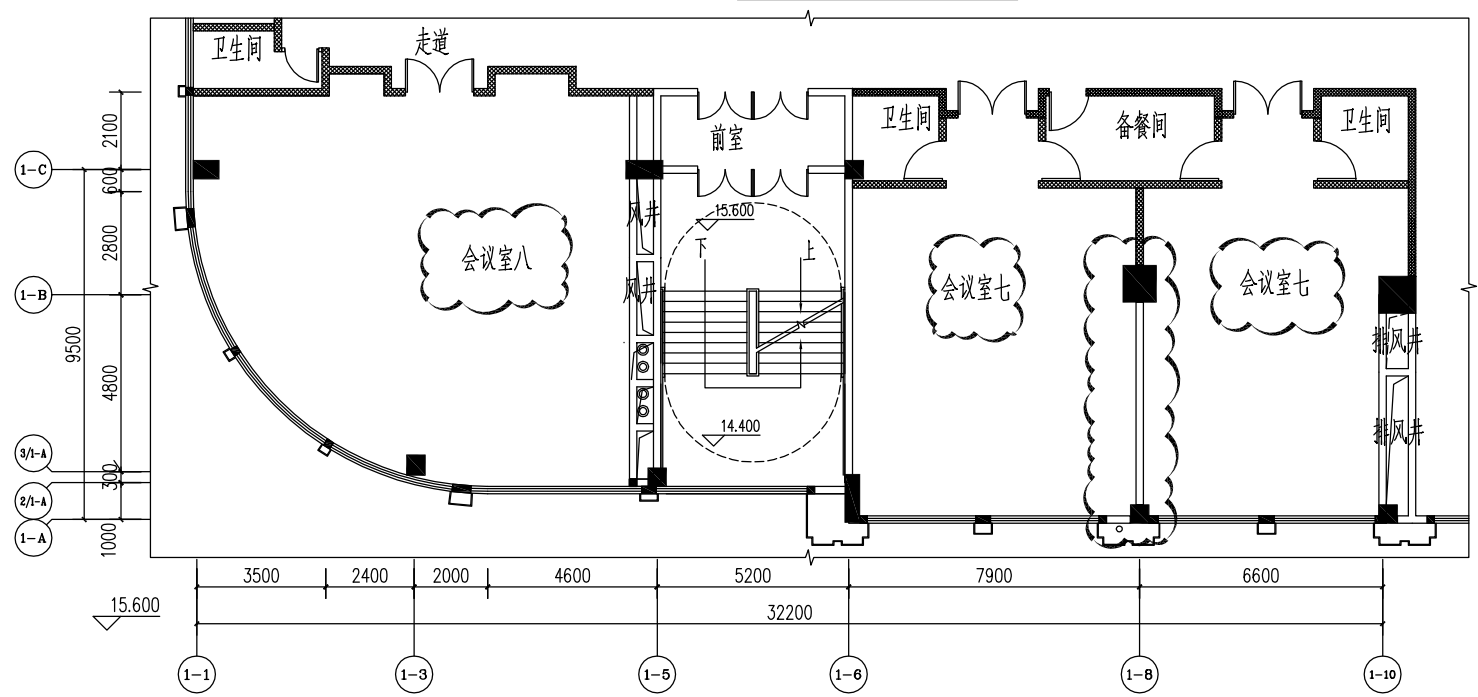 卫生间
走道
2100
前室
卫生间
备餐间
卫生间
1-C
600
风井
15.600
2800
下
上
会议室八
会议室七
会议室七
1-B
风井
9500
排风井
4800
14.400
排风井
3/1-A
300
2/1-A
1-A
1000
3500
2400
2000
4600
5200
7900
6600
15.600
32200
1-1
1-3
1-5
1-6
1-8
1-10